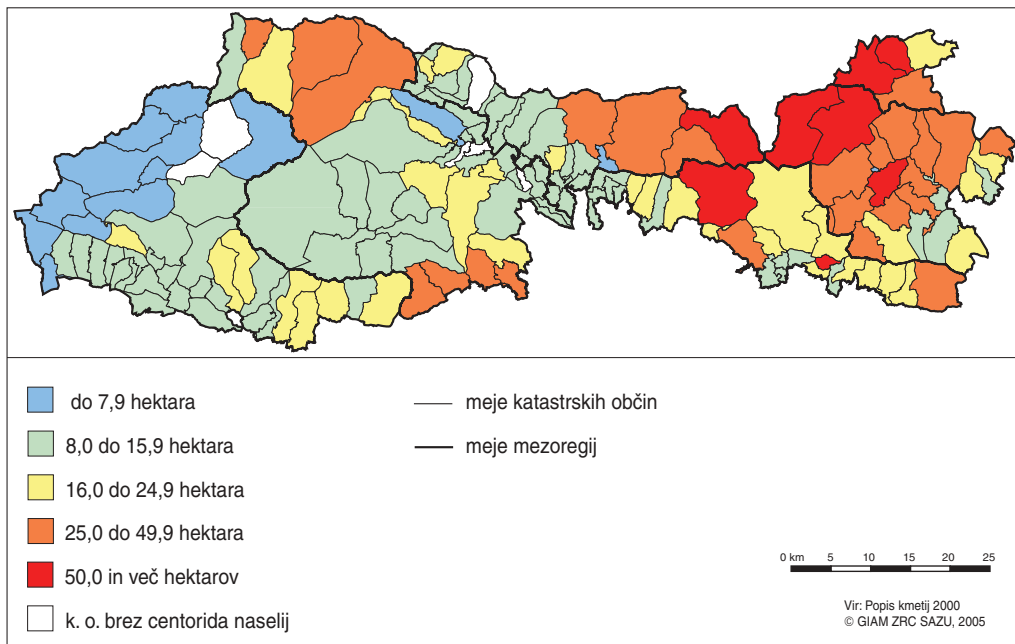 do 7,9 hektara
8,0 do 15,9 hektara
16,0 do 24,9 hektara
25,0 do 49,9 hektara
50,0 in več hektarov
k. o. brez centorida naselij
meje katastrskih občin
meje mezoregij
0 km 5 10 15 20 25
Vir: Popis kmetij 2000
© GIAM ZRC SAZU, 2005